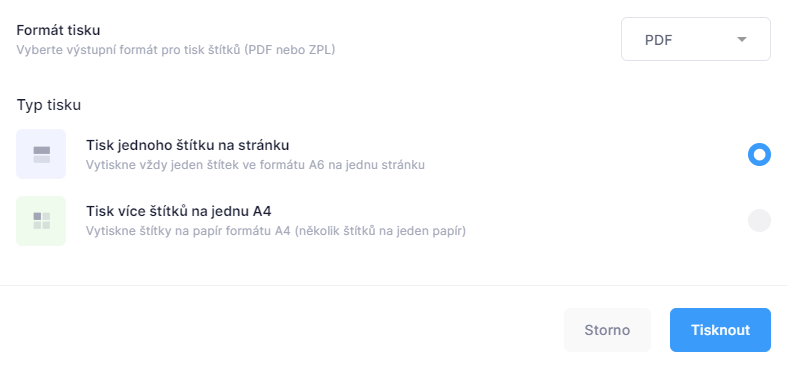 Formát tisku
Vyberte výstupní formát pro tisk štítků (PDF nebo ZPL)
PDF
Typ tisku
Tisk jednoho štítku na stránku
Vytiskne vždy jeden štítek ve formátu A6 na jednu stránku
Tisk více štítků na jednu A4
Vytiskne štítky na papír formátu A4 (několik štítků na jeden papír)
Storno
Tisknout